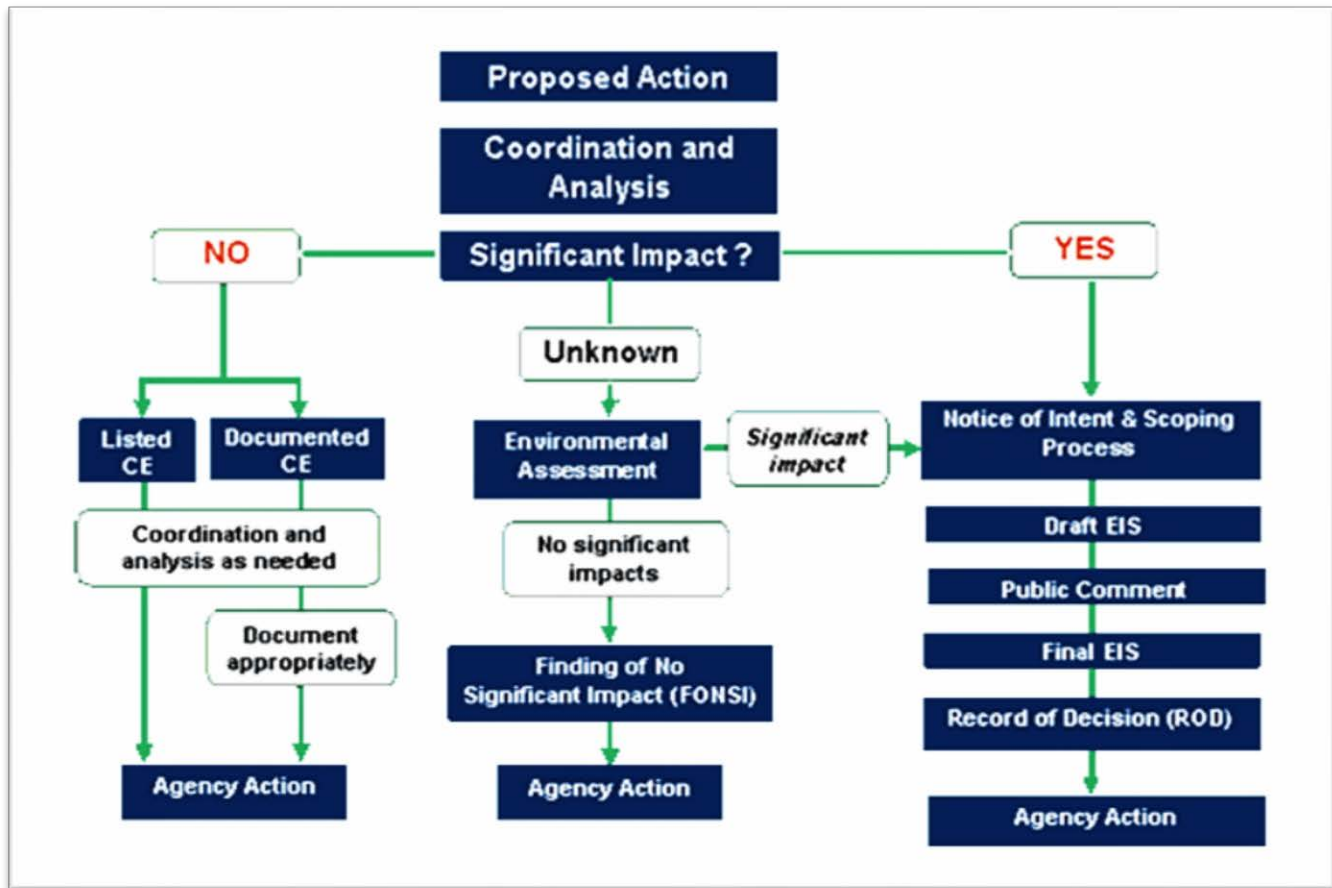 Proposed Action
Coordination and
Analysis
NO
Significant Impact ?
YES
Unknown
Listed
CE
Documented
CE
Environmental
Assessment
Significant
impact
Notice of Intent & Scoping
Process
Coordination and
analysis as needed
No significant
impacts
Draft EIS
Public Comment
Document
appropriately
Finding of No
Significant Impact (FONSI)
Final EIS
Record of Decision (ROD)
Agency Action
Agency Action
Agency Action